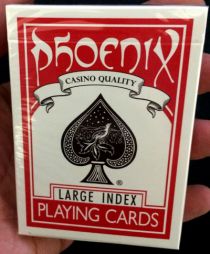 PHOENIX
CASINO QUALITY
®
LARGE INDEX
PLAYING CARDS